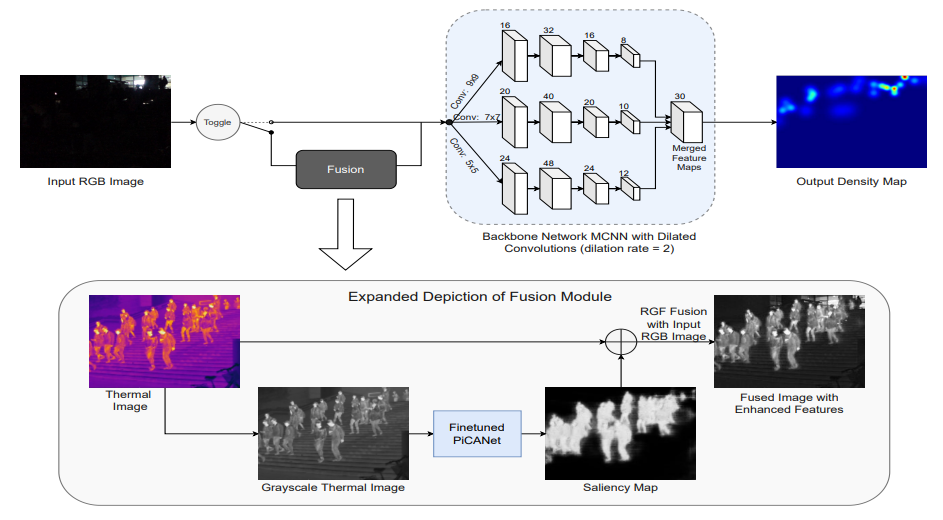 Input RGB Image
Toggle
Fusion
Conv: 9x9
Conv: 7x7
Conv: 5x5
16
32
16
8
20
40
20
10
24
48
24
12
30
Merged
Feature
Maps
Output Density Map
Backbone Network MCNN with Dilated
Convolutions (dilation rate = 2)
Expanded Depiction of Fusion Module
Thermal
Image
Grayscale Thermal Image
Finetuned
PiCANet
Saliency Map
RGF Fusion
with Input
RGB Image
Fused Image with
Enhanced Features